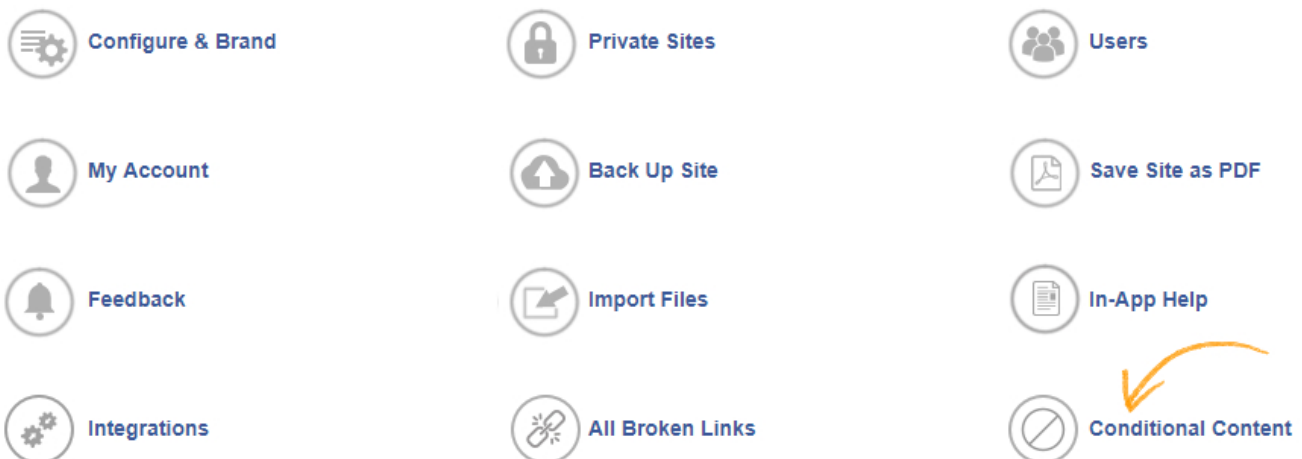 Configure & Brand
Private Sites
Users
My Account
Back Up Site
Save Site as PDF
Feedback
Import Files
In-App Help
Integrations
All Broken Links
Conditional Content